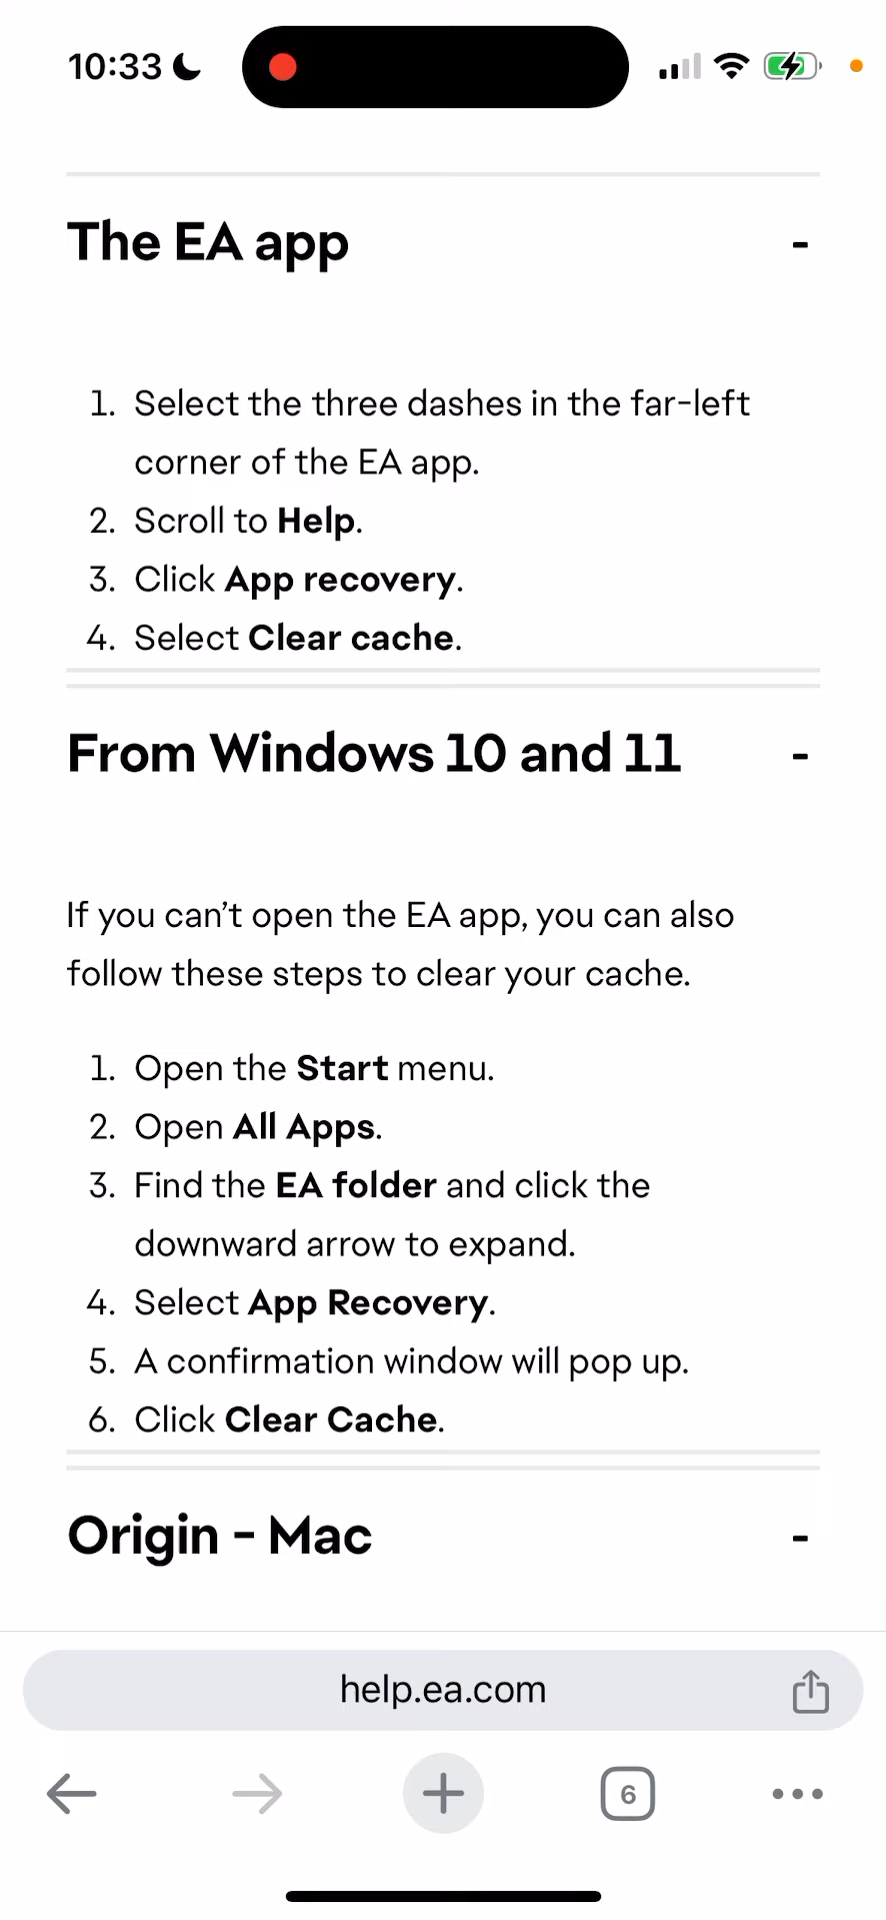 10:33
The EA app -
1. Select the three dashes in the far-left
corner of the EA app.
2. Scroll to Help.
3. Click App recovery.
4. Select Clear cache.
From Windows 10 and 11 -
If you can’t open the EA app, you can also
follow these steps to clear your cache.
1. Open the Start menu.
2. Open All Apps.
3. Find the EA folder and click the
downward arrow to expand.
4. Select App Recovery.
5. A confirmation window will pop up.
6. Click Clear Cache.
Origin - Mac -
help.ea.com
6